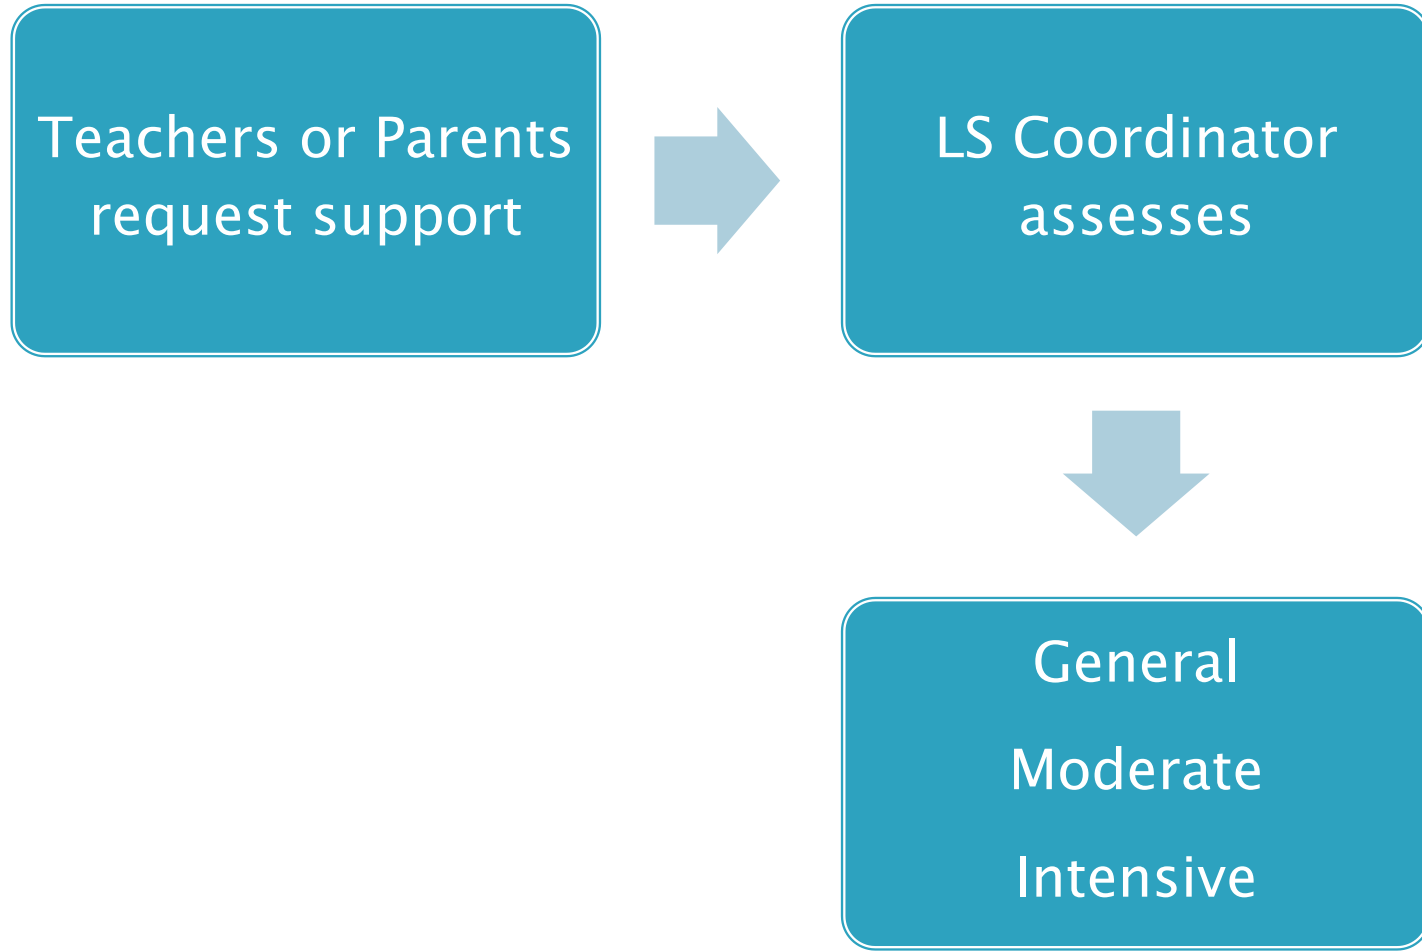 Teachers or Parents
request support
LS Coordinator
assesses
General
Moderate
Intensive